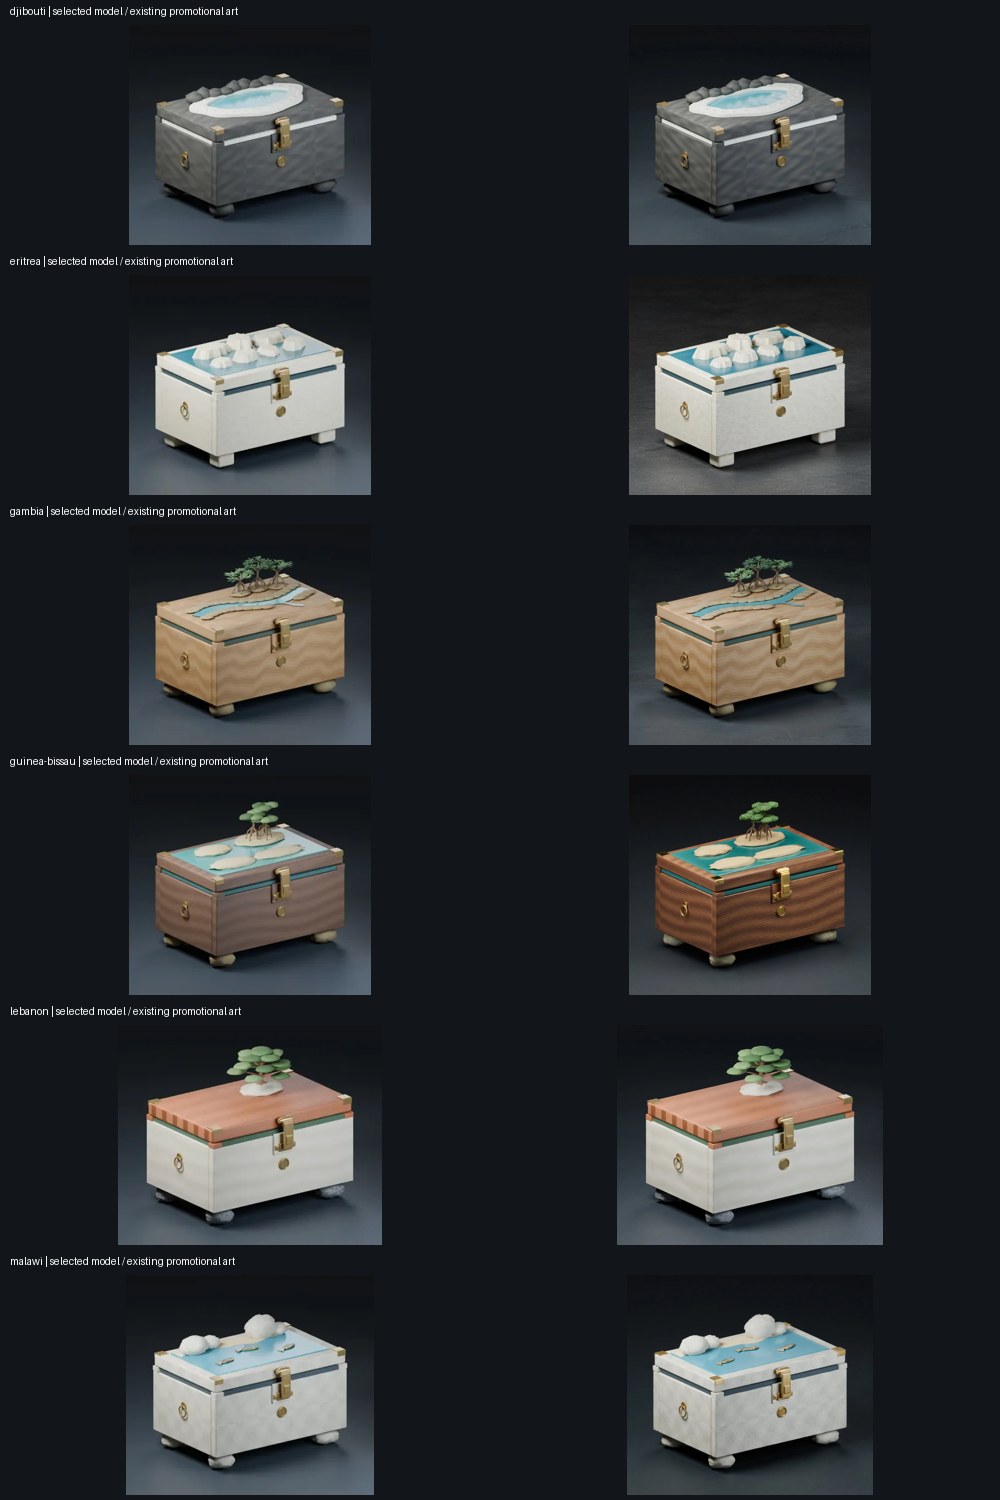 djibouti | selected model / existing promotional art
eritrea | selected model / existing promotional art
gambia | selected model / existing promotional art
guinea-bissau | selected model / existing promotional art
lebanon | selected model / existing promotional art
malawi | selected model / existing promotional art